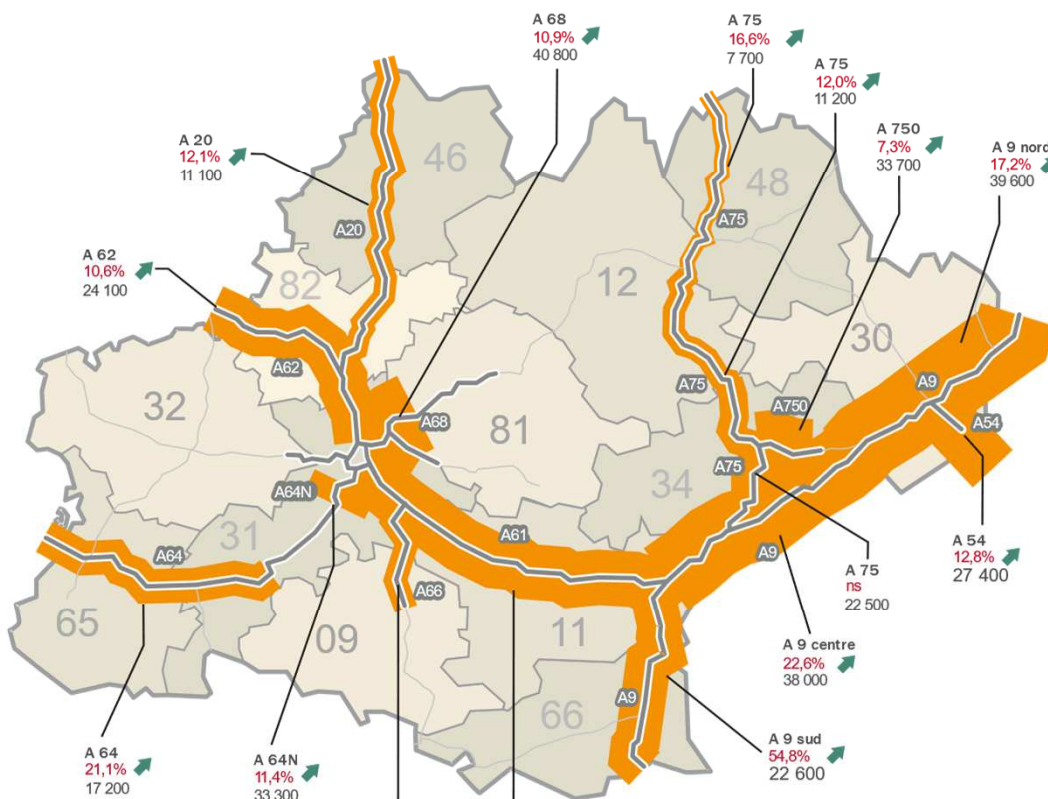 A 68
10,9%
40 800
A 75
16,6%
7 700
A 75
12,0%
11 200
A 20
12,1%
11 100
A 750
7,3%
33 700
A 9 nord
17,2%
39 600
46
48
A20
A75
A 62
10,6%
24 100
82
12
30
A62
A9
32
A75
A750
A68
81
A54
A75
A64N
34
31
A61
A64
A9
A 54
12,8%
27 400
A 75
ns
22 500
A66
65
09
11
A 9 centre
22,6%
38 000
A9
66
A 9 sud
54,8%
22 600
A 64
21,1%
17 200
A 64N
11,4%
33 300